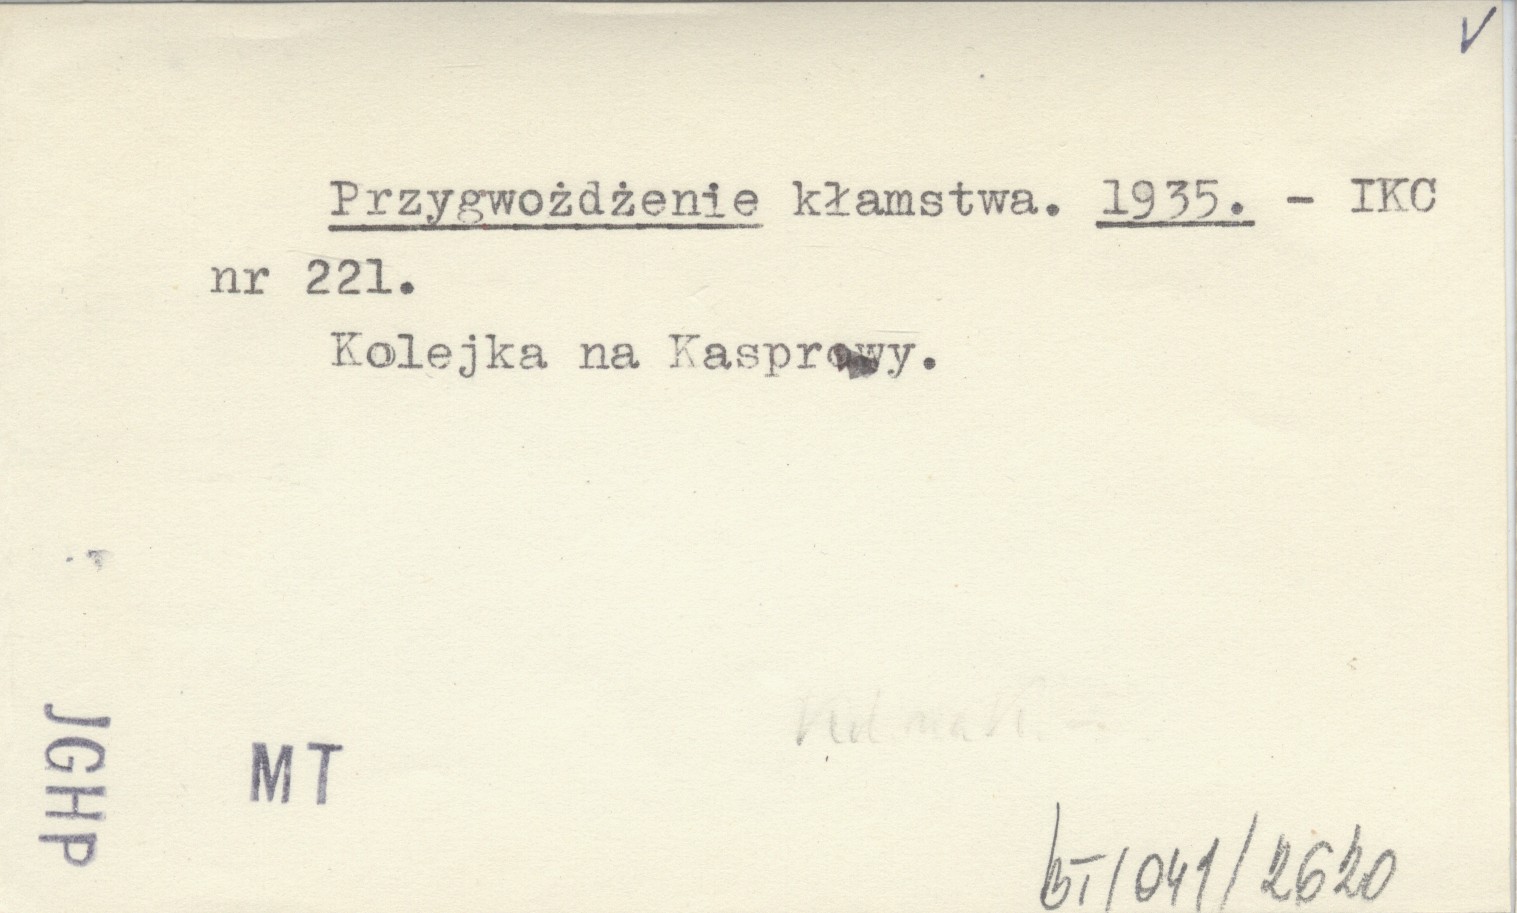 V
Przygwożdżenie kłamstwa. 1935. - IKC
nr 221.
Kolejka na Kasprowy.
JGHP
MT
BT/041/2620